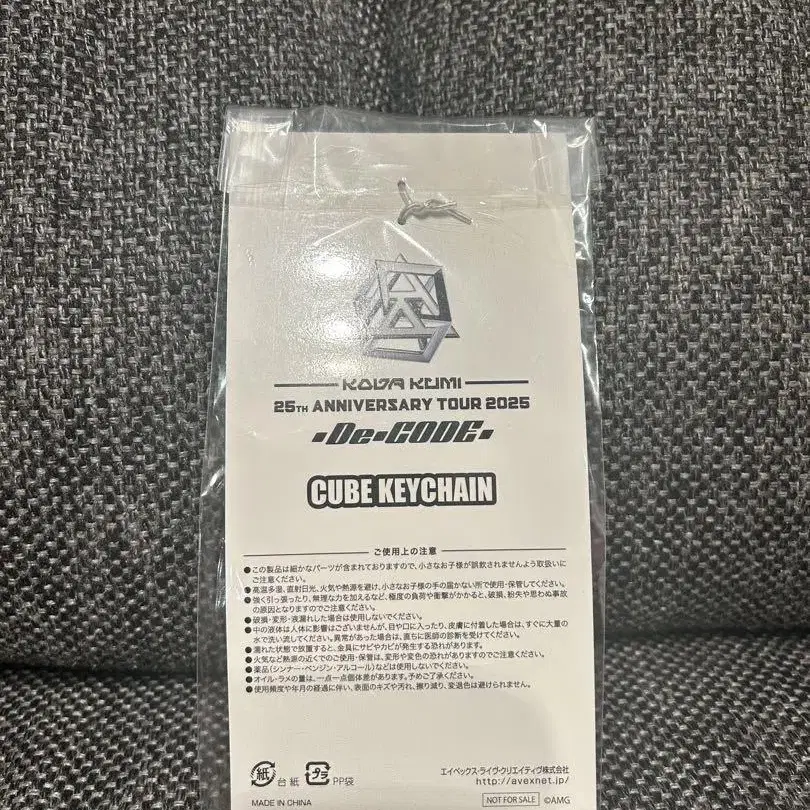 KODA KUMI
25TH ANNIVERSARY TOUR 2025
・De・CODE・
CUBE KEYCHAIN
ご使用上の注意
●この製品は細かなパーツが含まれておりますので、小さなお子様が誤飲されませんよう取扱いに
ご注意ください。
●高温多湿、直射日光、火気や熱源を避け、小さなお子様の手の届かない所で使用・保管してください。
●強く引っ張ったり、無理な力を加えるなど、極度の負荷や衝撃がかかると、破損、紛失や思わぬ事故
の原因となりますのでご注意ください。
●破損・変形・液漏れした場合は使用しないでください。
●中の液体は人体に影響はございませんが、目や口に入ったり、皮膚に付着した場合は、すぐに大量の
水で洗い流してください。異常があった場合は、直ちに医師の診断を受けてください。
●濡れた状態で放置すると、金具にサビやカビが発生する恐れがあります。
●火気など熱源の近くでのご使用・保管は、変形や変色の恐れがありますのでご注意ください。
●薬品(シンナー・ベンジン・アルコール)などは使用しないでください。
●オイル・ラメの量は、一点一点個体差があります。予めご了承ください。
●使用頻度や年月の経過に伴い、表面のキズや汚れ、擦り減り、変退色は避けられません。
紙 台紙 プラ PP袋
エイベックス・ライヴ・クリエイティヴ株式会社
http://avexnet.jp/
MADE IN CHINA NOT FOR SALE ©AMG